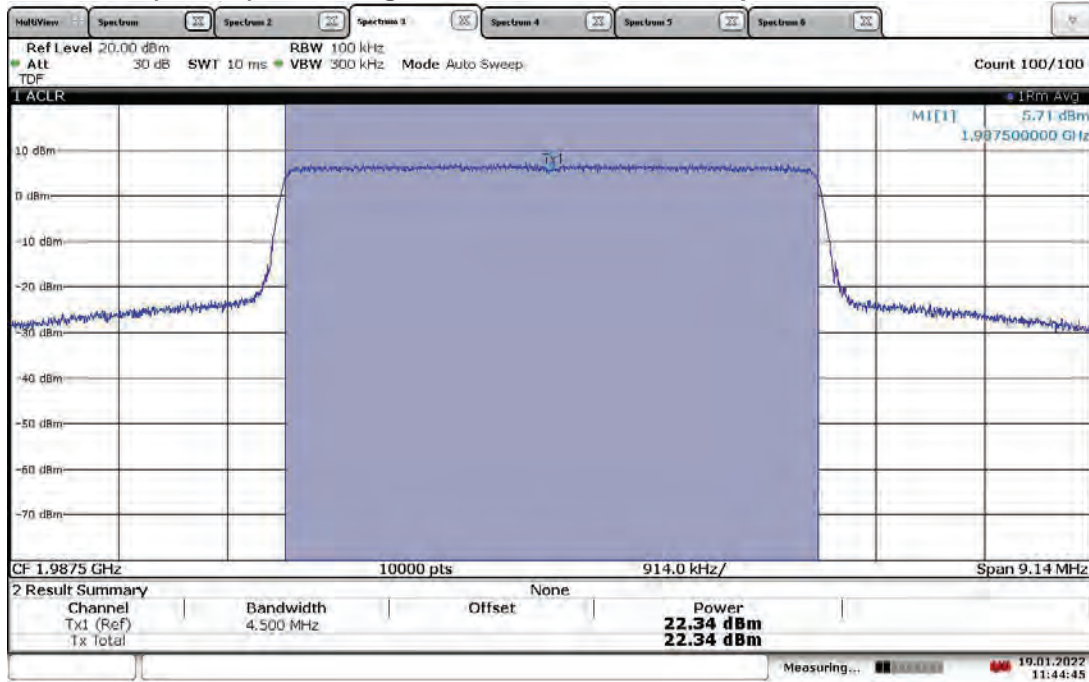 MultiView Spectrum Spectrum 2 Spectrum 3 Spectrum 4 Spectrum 5 Spectrum 6
Ref Level 20.00 dBm RBW 100 kHz
Att 30 dB SWT 10 ms VBW 300 kHz Mode Auto Sweep Count 100/100
TDF
1 ACLR 1Rm Avg
M1[1] 5.71 dBm
1.987500000 GHz
10 dBm
Tx1
0 dBm
-10 dBm
-20 dBm
-30 dBm
-40 dBm
-50 dBm
-60 dBm
-70 dBm
CF 1.9875 GHz 10000 pts 914.0 kHz/ Span 9.14 MHz
2 Result Summary None
Channel Bandwidth Offset Power
Tx1 (Ref) 4.500 MHz 22.34 dBm
Tx Total 22.34 dBm
Measuring... 19.01.2022
11:44:45